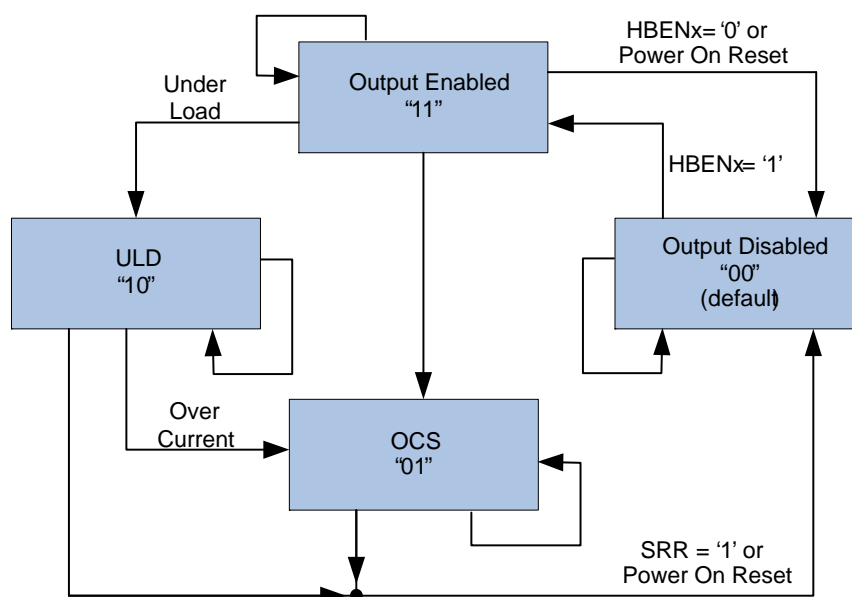 HBENx= ‘0’ or
Power On Reset
Output Enabled
“11”
Under
Load
HBENx= ‘1’
ULD
“10”
Output Disabled
“00”
(default)
Over
Current
OCS
“01”
SRR = ‘1’ or
Power On Reset